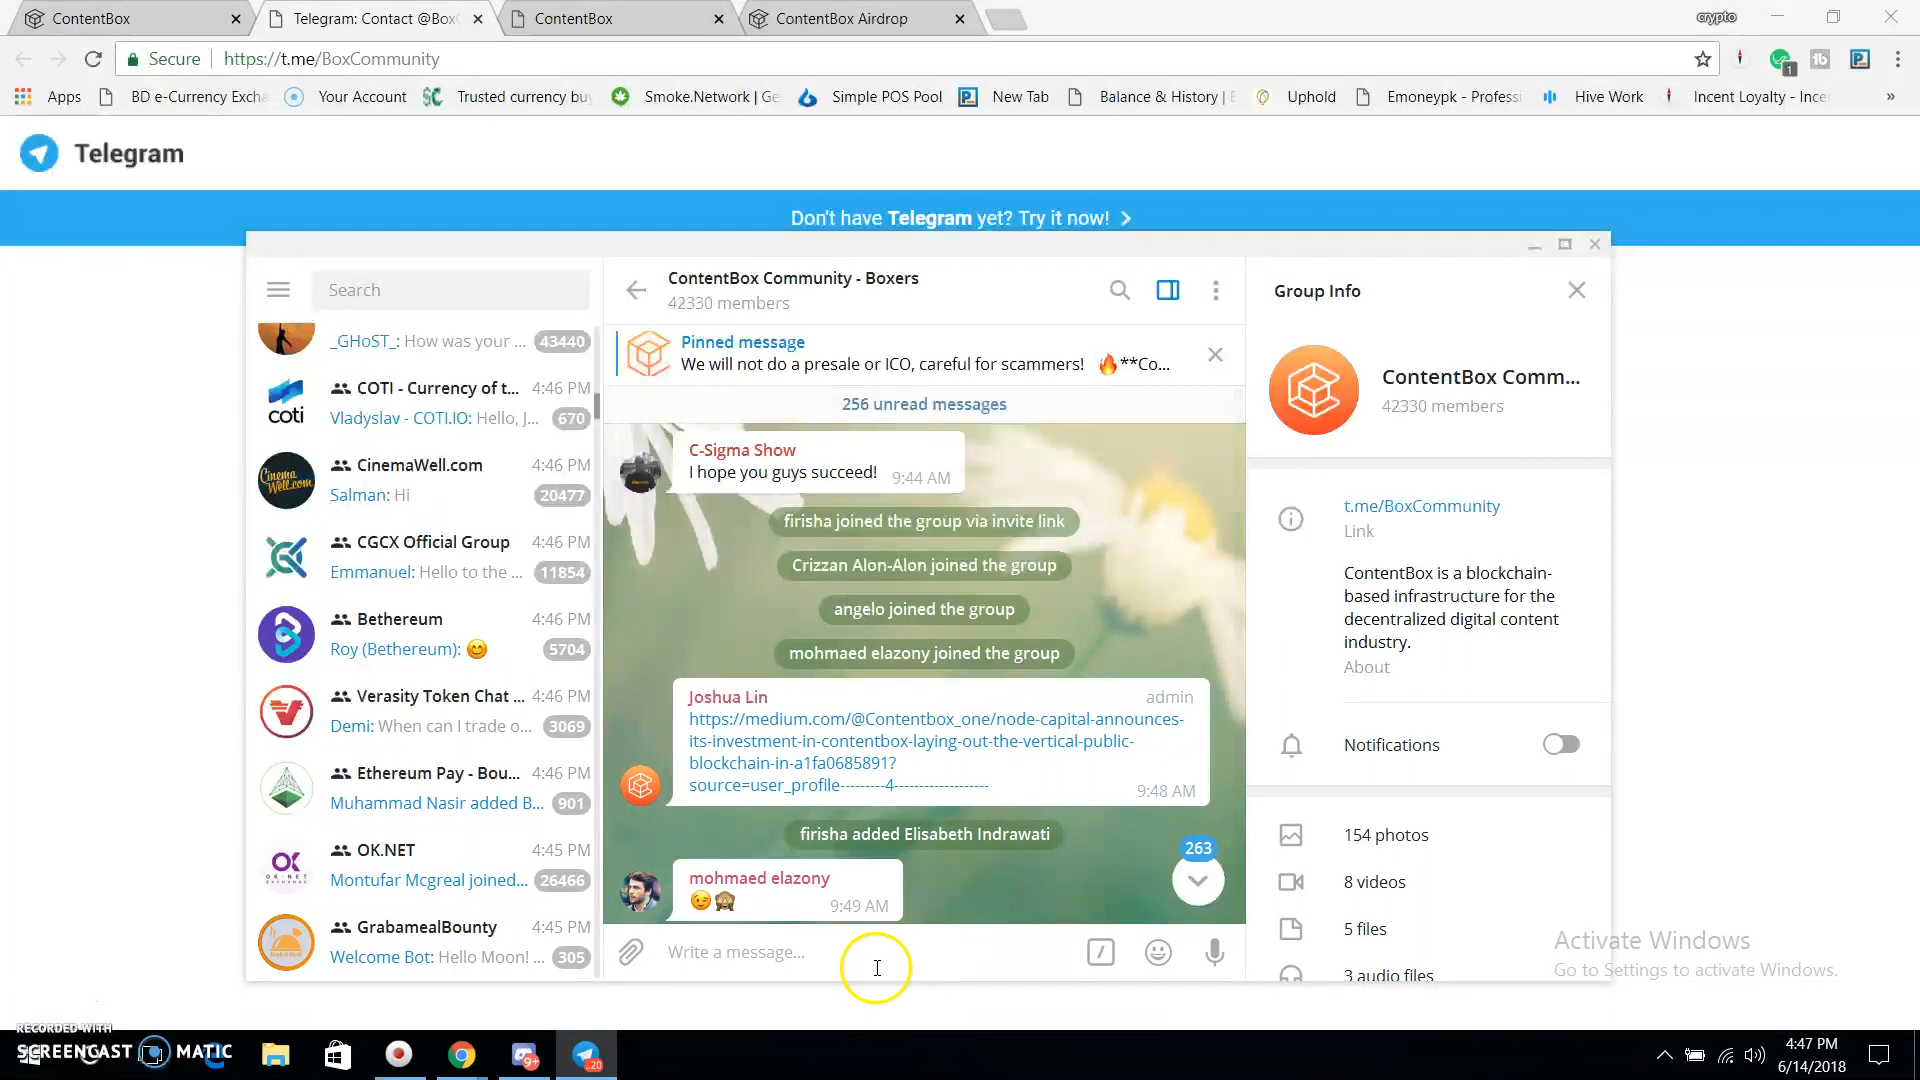 ContentBox
Telegram: Contact @BoxC
ContentBox
ContentBox Airdrop
crypto
Secure
https://t.me/BoxCommunity
1
Apps
BD e-Currency Excha
Your Account
Trusted currency bu
Smoke.Network | Ge
Simple POS Pool
New Tab
Balance & History | E
Uphold
Emoneypk - Professi
Hive Work
Incent Loyalty - Ince
»
Telegram
Don't have Telegram yet? Try it now!
Search
_GHoST_: How was your ...
43440
COTI - Currency of t...
4:46 PM
coti
Vladyslav - COTI.IO: Hello, J...
670
CinemaWell.com
4:46 PM
Cinema
Well.com
Salman: Hi
20477
CGCX Official Group
4:46 PM
Emmanuel: Hello to the ...
11854
Bethereum
4:46 PM
Roy (Bethereum): 😊
5704
Verasity Token Chat ...
4:46 PM
Demi: When can I trade o...
3069
Ethereum Pay - Bou...
4:46 PM
Muhammad Nasir added B...
901
OK.NET
4:45 PM
OK
Montufar Mcgreal joined...
26466
GrabamealBounty
4:45 PM
Welcome Bot: Hello Moon! ...
305
ContentBox Community - Boxers
42330 members
Pinned message
We will not do a presale or ICO, careful for scammers! 🔥**Co...
256 unread messages
C-Sigma Show
I hope you guys succeed!
9:44 AM
firisha joined the group via invite link
Crizzan Alon-Alon joined the group
angelo joined the group
mohmaed elazony joined the group
Joshua Lin
admin
https://medium.com/@Contentbox_one/node-capital-announces-
its-investment-in-contentbox-laying-out-the-vertical-public-
blockchain-in-a1fa0685891?
source=user_profile---------4------------------
9:48 AM
firisha added Elisabeth Indrawati
263
mohmaed elazony
😉🙈
9:49 AM
Write a message...
Group Info
ContentBox Comm...
42330 members
t.me/BoxCommunity
Link
ContentBox is a blockchain-
based infrastructure for the
decentralized digital content
industry.
About
Notifications
154 photos
8 videos
5 files
3 audio files
Activate Windows
Go to Settings to activate Windows.
RECORDED WITH
SCREENCAST MATIC
9+
..20
4:47 PM
6/14/2018